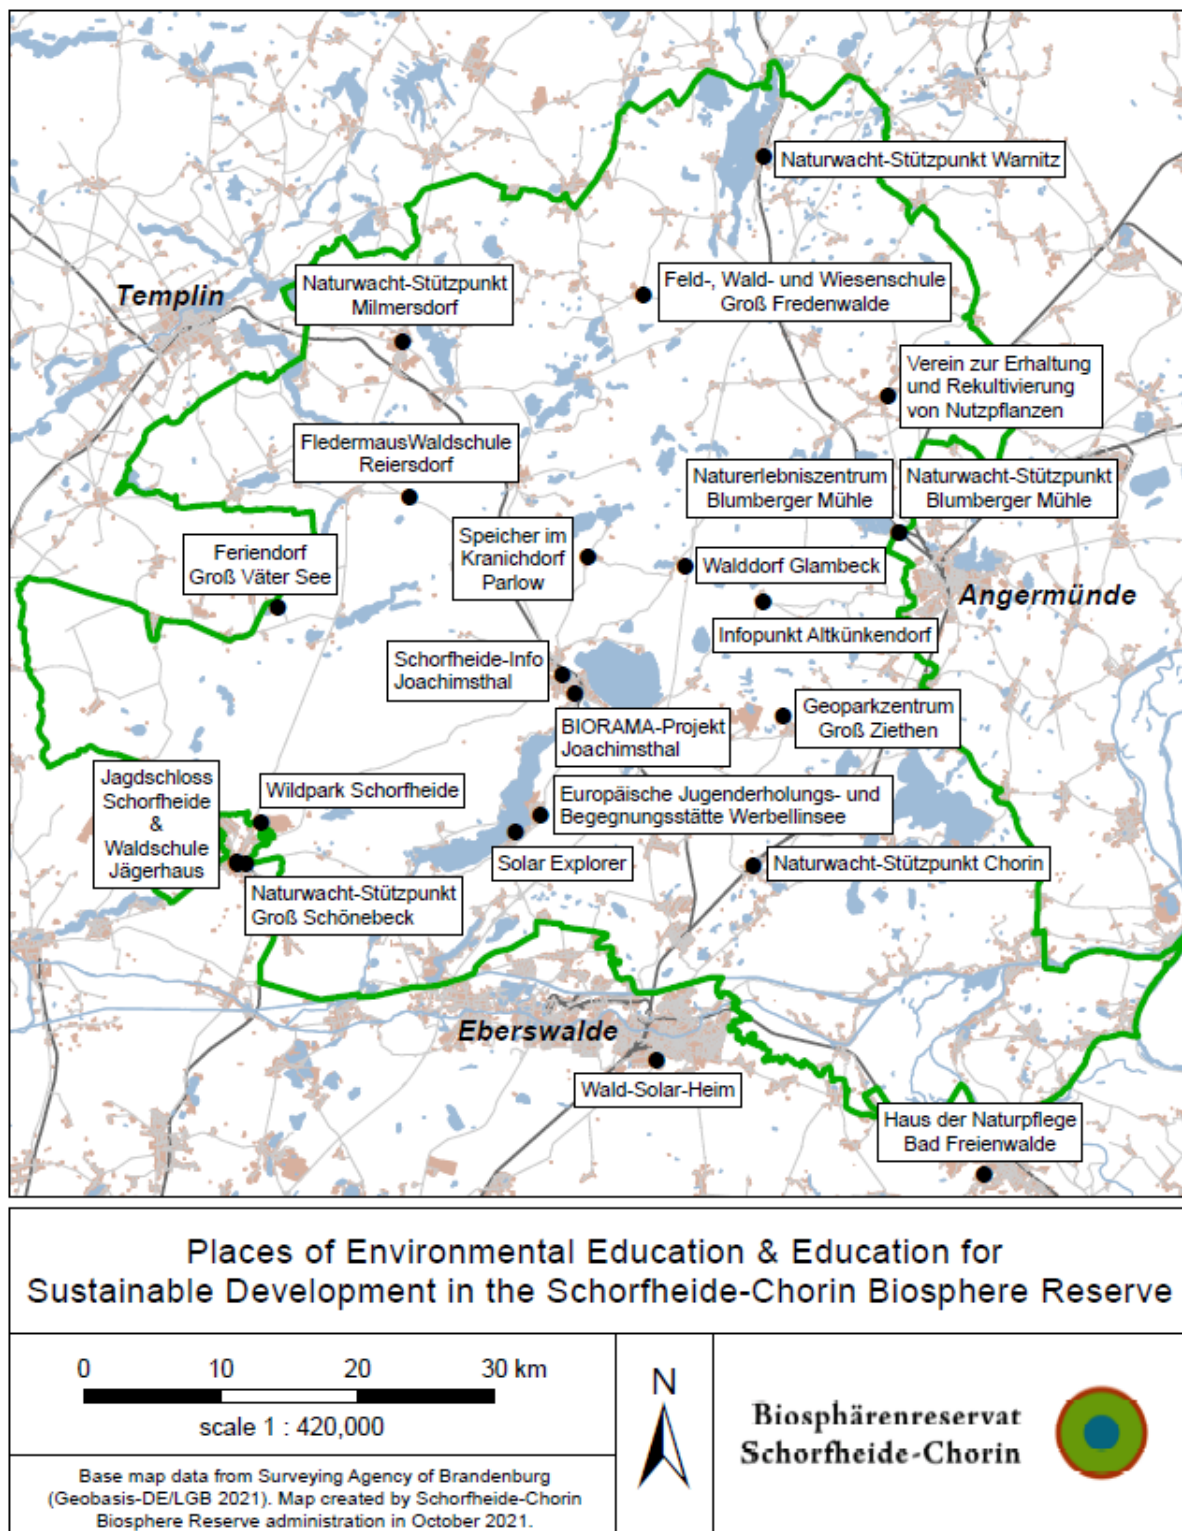 Naturwacht-Stützpunkt Warnitz
Feld-, Wald- und Wiesenschule
Groß Fredenwalde
Naturwacht-Stützpunkt
Milmersdorf
Templin
Verein zur Erhaltung
und Rekultivierung
von Nutzpflanzen
FledermausWaldschule
Reiersdorf
Naturerlebniszentrum
Blumberger Mühle
Naturwacht-Stützpunkt
Blumberger Mühle
Speicher im
Kranichdorf
Parlow
Feriendorf
Groß Väter See
Walddorf Glambeck
Angermünde
Infopunkt Altkünkendorf
Schorfheide-Info
Joachimsthal
BIORAMA-Projekt
Joachimsthal
Geoparkzentrum
Groß Ziethen
Jagdschloss
Schorfheide
&
Waldschule
Jägerhaus
Wildpark Schorfheide
Europäische Jugenderholungs- und
Begegnungsstätte Werbellinsee
Solar Explorer
Naturwacht-Stützpunkt Chorin
Naturwacht-Stützpunkt
Groß Schönebeck
Eberswalde
Wald-Solar-Heim
Haus der Naturpflege
Bad Freienwalde
Places of Environmental Education & Education for
Sustainable Development in the Schorfheide-Chorin Biosphere Reserve
0 10 20 30 km
scale 1 : 420,000
Base map data from Surveying Agency of Brandenburg
(Geobasis-DE/LGB 2021). Map created by Schorfheide-Chorin
Biosphere Reserve administration in October 2021.
N
Biosphärenreservat
Schorfheide-Chorin